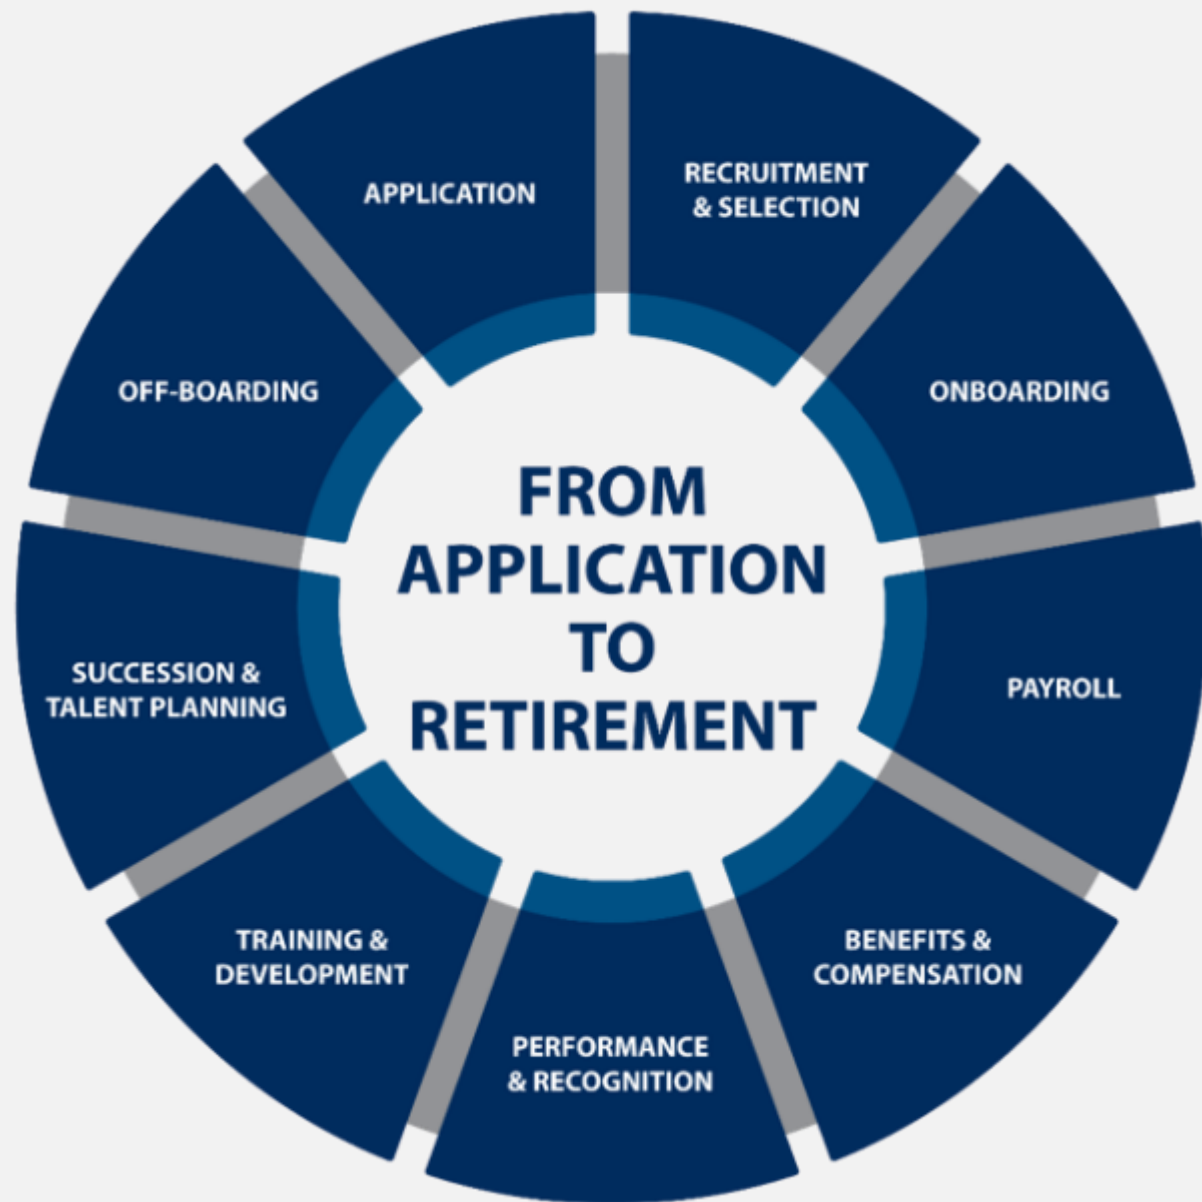 APPLICATION
RECRUITMENT
& SELECTION
ONBOARDING
PAYROLL
BENEFITS &
COMPENSATION
PERFORMANCE
& RECOGNITION
TRAINING &
DEVELOPMENT
SUCCESSION &
TALENT PLANNING
OFF-BOARDING
FROM
APPLICATION
TO
RETIREMENT